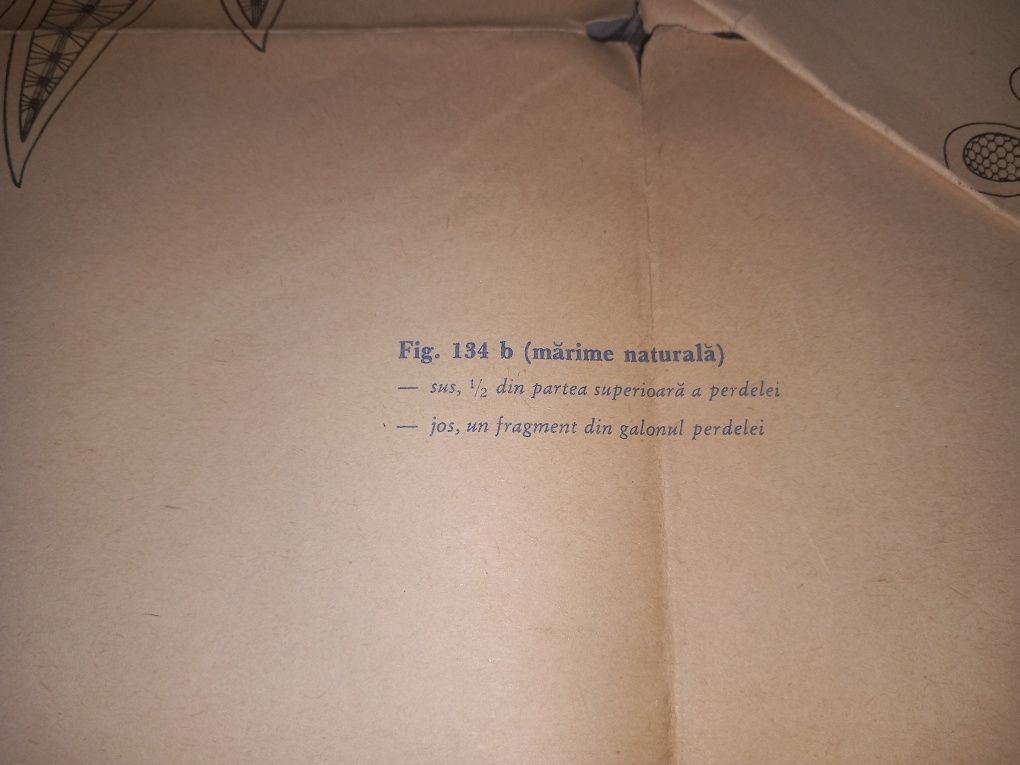 Fig. 134 b (mărime naturală)
— sus, ½ din partea superioară a perdelei
— jos, un fragment din galonul perdelei